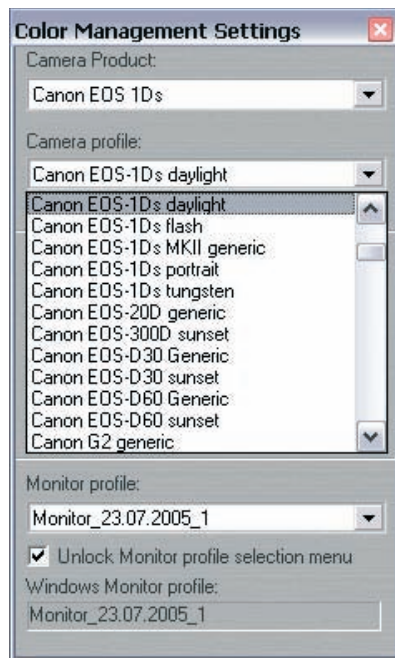 Color Management Settings
Camera Product:
Canon EOS 1Ds
Camera profile:
Canon EOS-1Ds daylight
Canon EOS-1Ds daylight
Canon EOS-1Ds flash
Canon EOS-1Ds MKII generic
Canon EOS-1Ds portrait
Canon EOS-1Ds tungsten
Canon EOS-20D generic
Canon EOS-300D sunset
Canon EOS-D30 Generic
Canon EOS-D30 sunset
Canon EOS-D60 Generic
Canon EOS-D60 sunset
Canon G2 generic
Monitor profile:
Monitor_23.07.2005_1
Unlock Monitor profile selection menu
Windows Monitor profile:
Monitor_23.07.2005_1